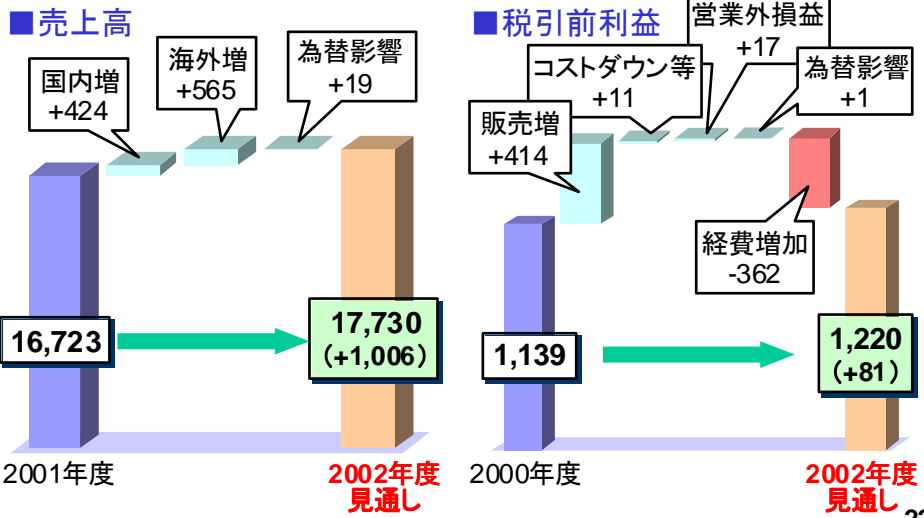 ■売上高
国内増
+424
海外増
+565
為替影響
+19
16,723
17,730
(+1,006)
2001年度
2002年度
見通し
■税引前利益
販売増
+414
コストダウン等
+11
営業外損益
+17
為替影響
+1
経費増加
-362
1,139
1,220
(+81)
2000年度
2002年度
見通し